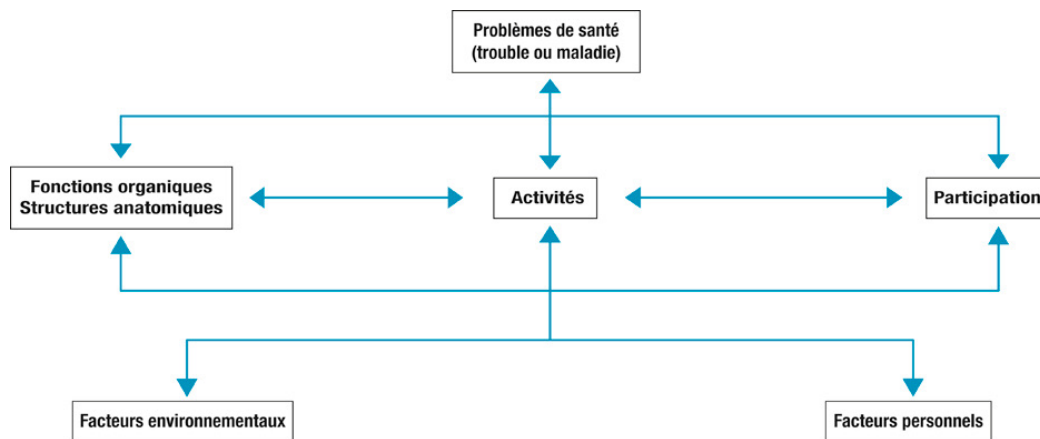 Problèmes de santé
(trouble ou maladie)
Fonctions organiques
Structures anatomiques
Activités
Participation
Facteurs environnementaux
Facteurs personnels